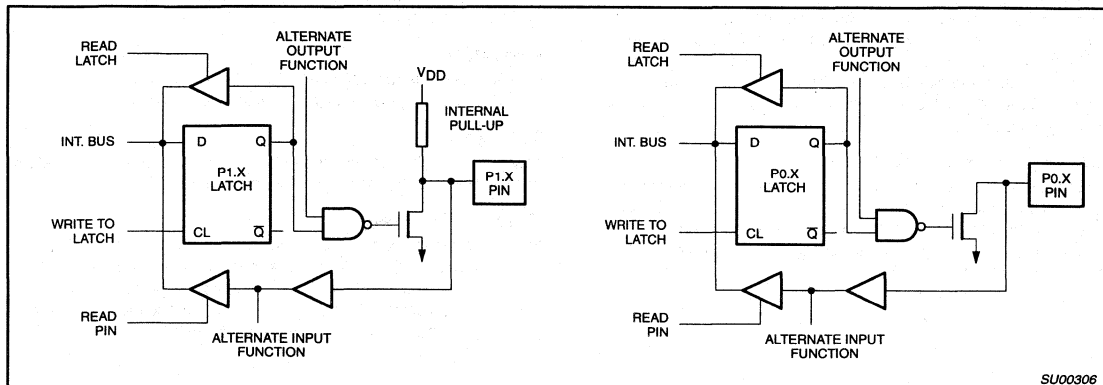 READ
LATCH
ALTERNATE
OUTPUT
FUNCTION
VDD
INTERNAL
PULL-UP
INT. BUS
D
Q
P1.X
LATCH
P1.X
PIN
WRITE TO
LATCH
CL
Q̅
READ
PIN
ALTERNATE INPUT
FUNCTION
READ
LATCH
ALTERNATE
OUTPUT
FUNCTION
INT. BUS
D
Q
P0.X
LATCH
P0.X
PIN
WRITE TO
LATCH
CL
Q̅
READ
PIN
ALTERNATE INPUT
FUNCTION
SU00306